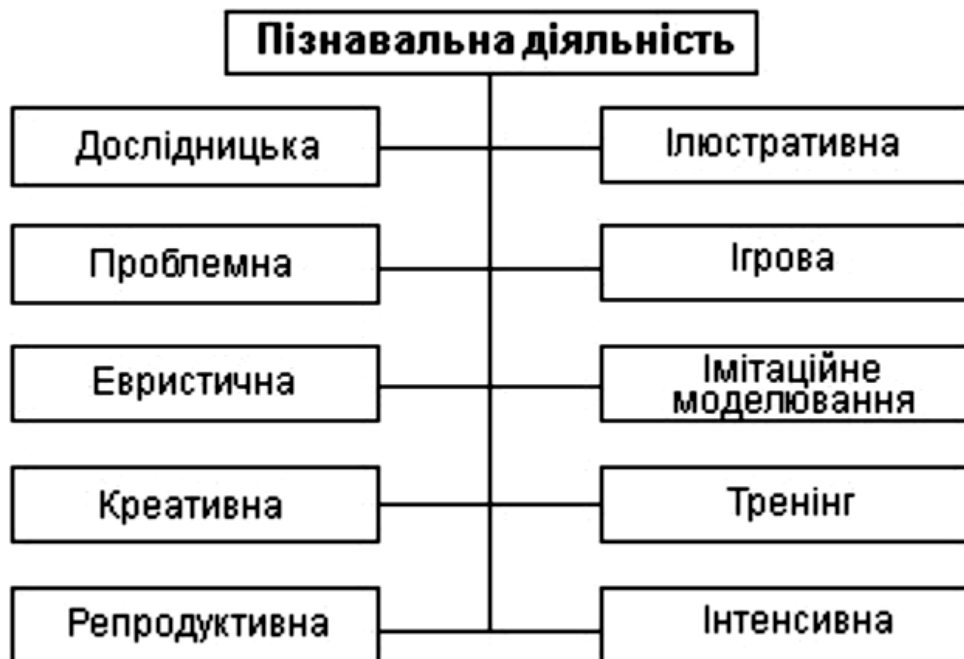 Пізнавальна діяльність
Дослідницька
Ілюстративна
Проблемна
Ігрова
Евристична
Імітаційне
моделювання
Креативна
Тренінг
Репродуктивна
Інтенсивна